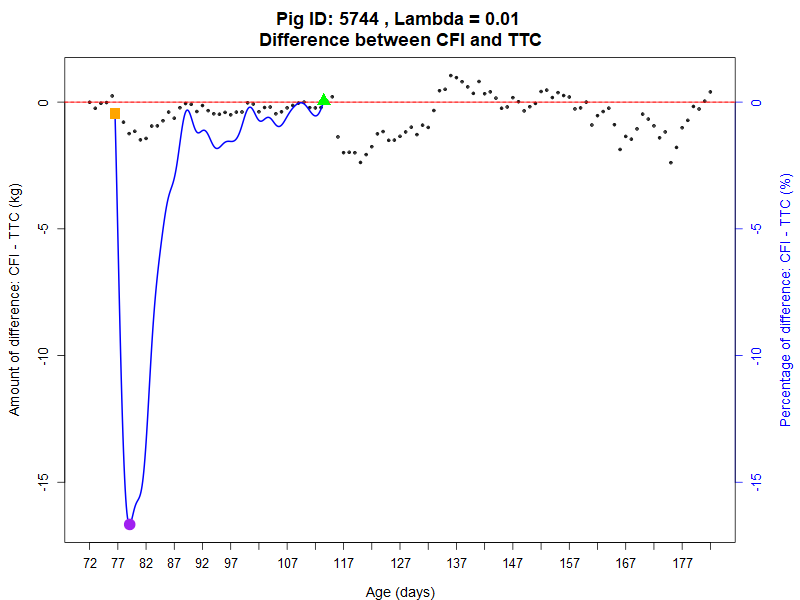 Pig ID: 5744 , Lambda = 0.01
Difference between CFI and TTC
Amount of difference: CFI - TTC (kg)
0
-5
-10
-15
0
-5
-10
-15
Percentage of difference: CFI - TTC (%)
72 77 82 87 92 97 107 117 127 137 147 157 167 177
Age (days)